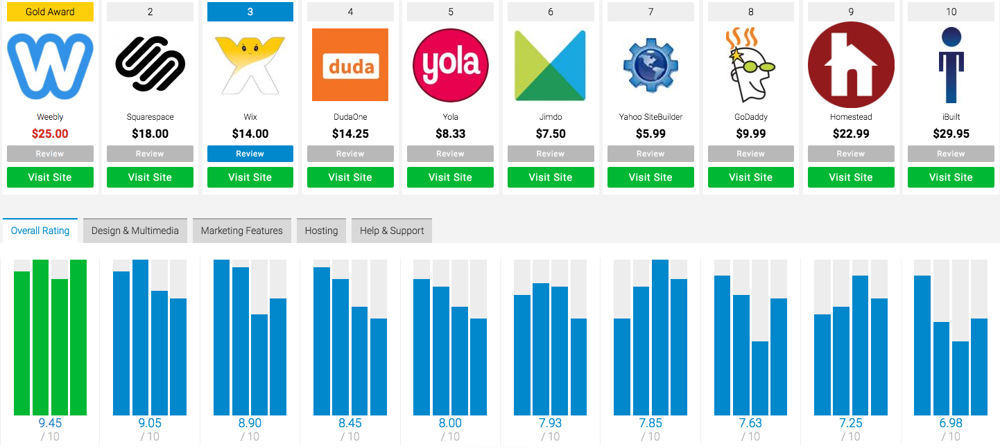 Gold Award 2 3 4 5 6 7 8 9 10
duda
yola
Weebly Squarespace Wix DudaOne Yola Jimdo Yahoo SiteBuilder GoDaddy Homestead iBuilt
$25.00 $18.00 $14.00 $14.25 $8.33 $7.50 $5.99 $9.99 $22.99 $29.95
Review Review Review Review Review Review Review Review Review Review
Visit Site Visit Site Visit Site Visit Site Visit Site Visit Site Visit Site Visit Site Visit Site Visit Site
Overall Rating Design & Multimedia Marketing Features Hosting Help & Support
9.45 9.05 8.90 8.45 8.00 7.93 7.85 7.63 7.25 6.98
/ 10 / 10 / 10 / 10 / 10 / 10 / 10 / 10 / 10 / 10